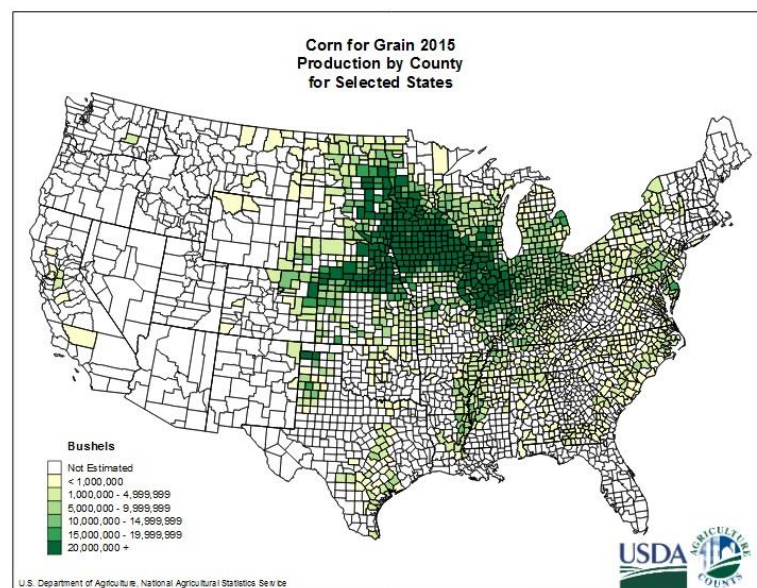 Corn for Grain 2015
Production by County
for Selected States
Bushels
Not Estimated
< 1,000,000
1,000,000 - 4,999,999
5,000,000 - 9,999,999
10,000,000 - 14,999,999
15,000,000 - 19,999,999
20,000,000 +
U.S. Department of Agriculture, National Agricultural Statistics Service
USDA
AGRICULTURE
COUNTS